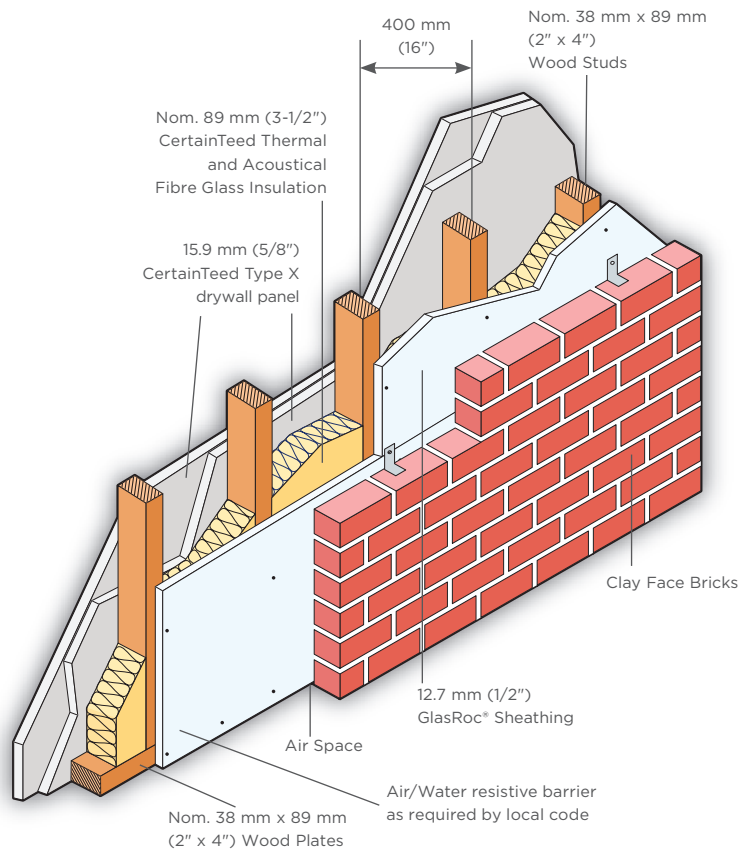 400 mm
(16")
Nom. 38 mm x 89 mm
(2" x 4")
Wood Studs
Nom. 89 mm (3-1/2")
CertainTeed Thermal
and Acoustical
Fibre Glass Insulation
15.9 mm (5/8")
CertainTeed Type X
drywall panel
Clay Face Bricks
12.7 mm (1/2")
GlasRoc® Sheathing
Air Space
Air/Water resistive barrier
as required by local code
Nom. 38 mm x 89 mm
(2" x 4") Wood Plates